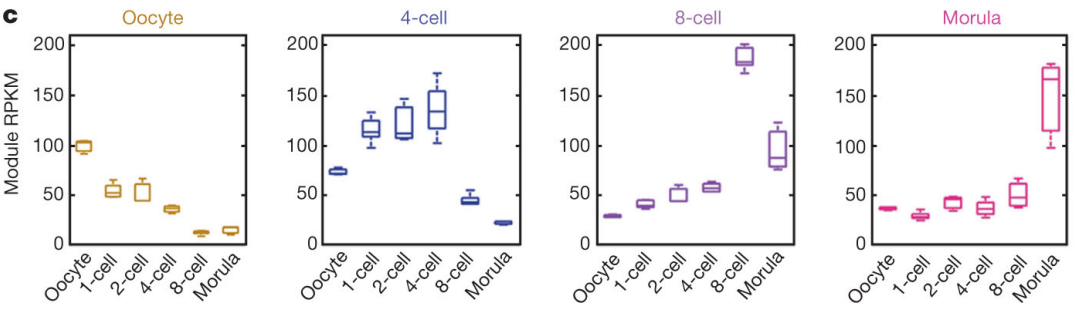 c
Oocyte
4-cell
8-cell
Morula
Module RPKM
200
150
100
50
0
Oocyte
1-cell
2-cell
4-cell
8-cell
Morula
200
150
100
50
0
Oocyte
1-cell
2-cell
4-cell
8-cell
Morula
200
150
100
50
0
Oocyte
1-cell
2-cell
4-cell
8-cell
Morula
200
150
100
50
0
Oocyte
1-cell
2-cell
4-cell
8-cell
Morula